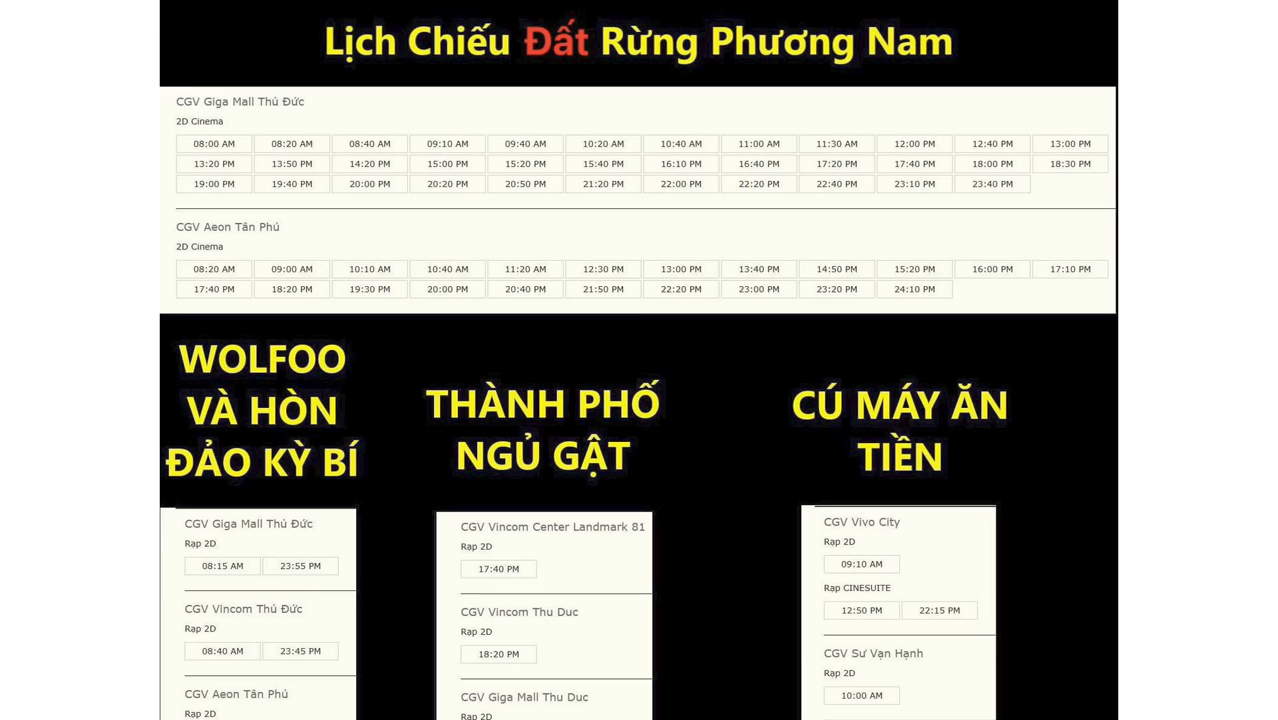 Lịch Chiếu Đất Rừng Phương Nam
CGV Giga Mall Thủ Đức
2D Cinema
08:00 AM 08:20 AM 08:40 AM 09:10 AM 09:40 AM 10:20 AM 10:40 AM 11:00 AM 11:30 AM 12:00 PM 12:40 PM 13:00 PM
13:20 PM 13:50 PM 14:20 PM 15:00 PM 15:20 PM 15:40 PM 16:10 PM 16:40 PM 17:20 PM 17:40 PM 18:00 PM 18:30 PM
19:00 PM 19:40 PM 20:00 PM 20:20 PM 20:50 PM 21:20 PM 22:00 PM 22:20 PM 22:40 PM 23:10 PM 23:40 PM
CGV Aeon Tân Phú
2D Cinema
08:20 AM 09:00 AM 10:10 AM 10:40 AM 11:20 AM 12:30 PM 13:00 PM 13:40 PM 14:50 PM 15:20 PM 16:00 PM 17:10 PM
17:40 PM 18:20 PM 19:30 PM 20:00 PM 20:40 PM 21:50 PM 22:20 PM 23:00 PM 23:20 PM 24:10 PM
WOLFOO
VÀ HÒN
ĐẢO KỲ BÍ
CGV Giga Mall Thủ Đức
Rạp 2D
08:15 AM 23:55 PM
CGV Vincom Thủ Đức
Rạp 2D
08:40 AM 23:45 PM
CGV Aeon Tân Phú
Rạp 2D
THÀNH PHỐ
NGỦ GẬT
CGV Vincom Center Landmark 81
Rạp 2D
17:40 PM
CGV Vincom Thu Duc
Rạp 2D
18:20 PM
CGV Giga Mall Thu Duc
Rạp 2D
CÚ MÁY ĂN
TIỀN
CGV Vivo City
Rạp 2D
09:10 AM
Rạp CINESUITE
12:50 PM 22:15 PM
CGV Sư Vạn Hạnh
Rạp 2D
10:00 AM